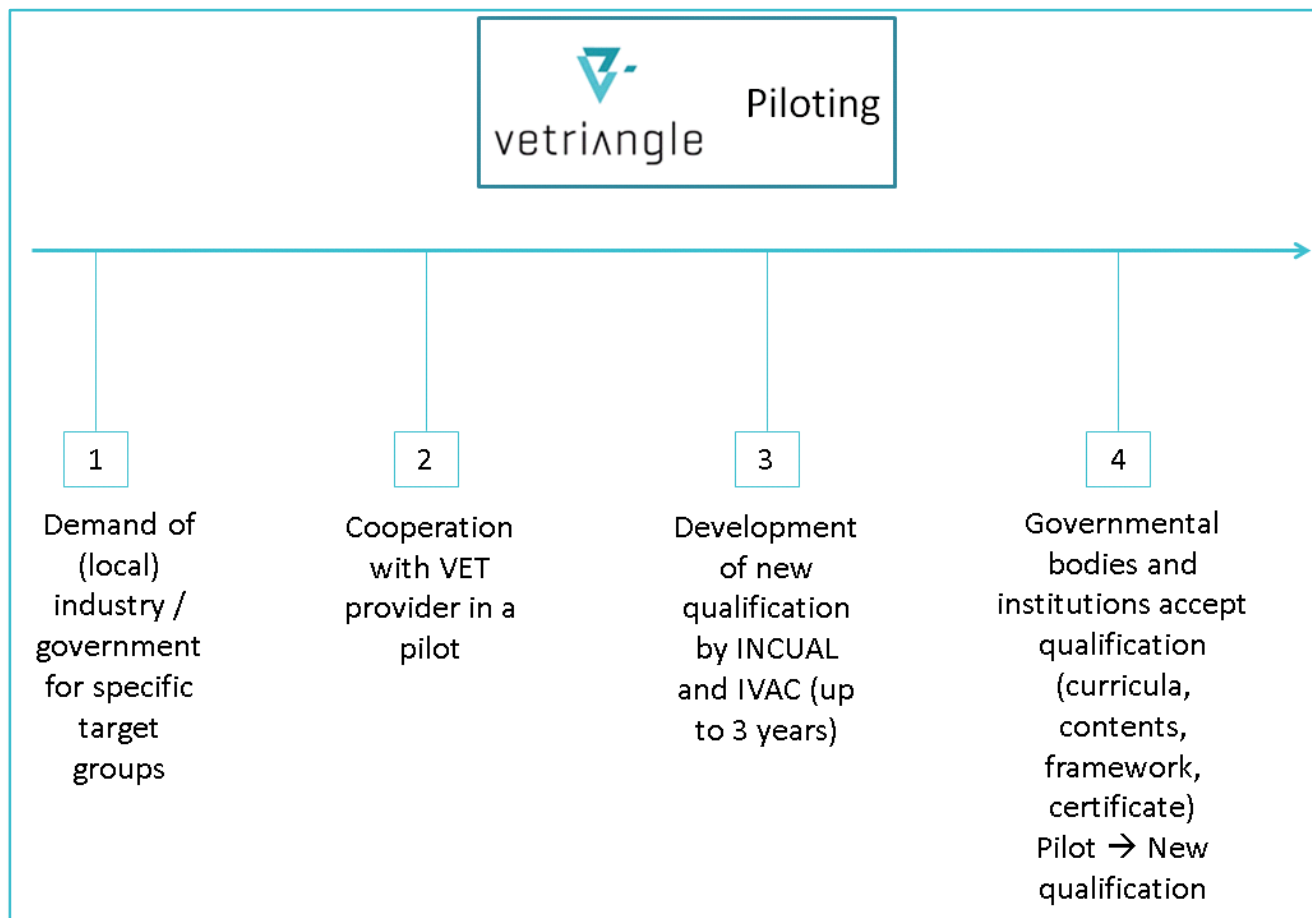 vetriʌngle
Piloting
1
Demand of
(local)
industry /
government
for specific
target
groups
2
Cooperation
with VET
provider in a
pilot
3
Development
of new
qualification
by INCUAL
and IVAC (up
to 3 years)
4
Governmental
bodies and
institutions accept
qualification
(curricula,
contents,
framework,
certificate)
Pilot → New
qualification